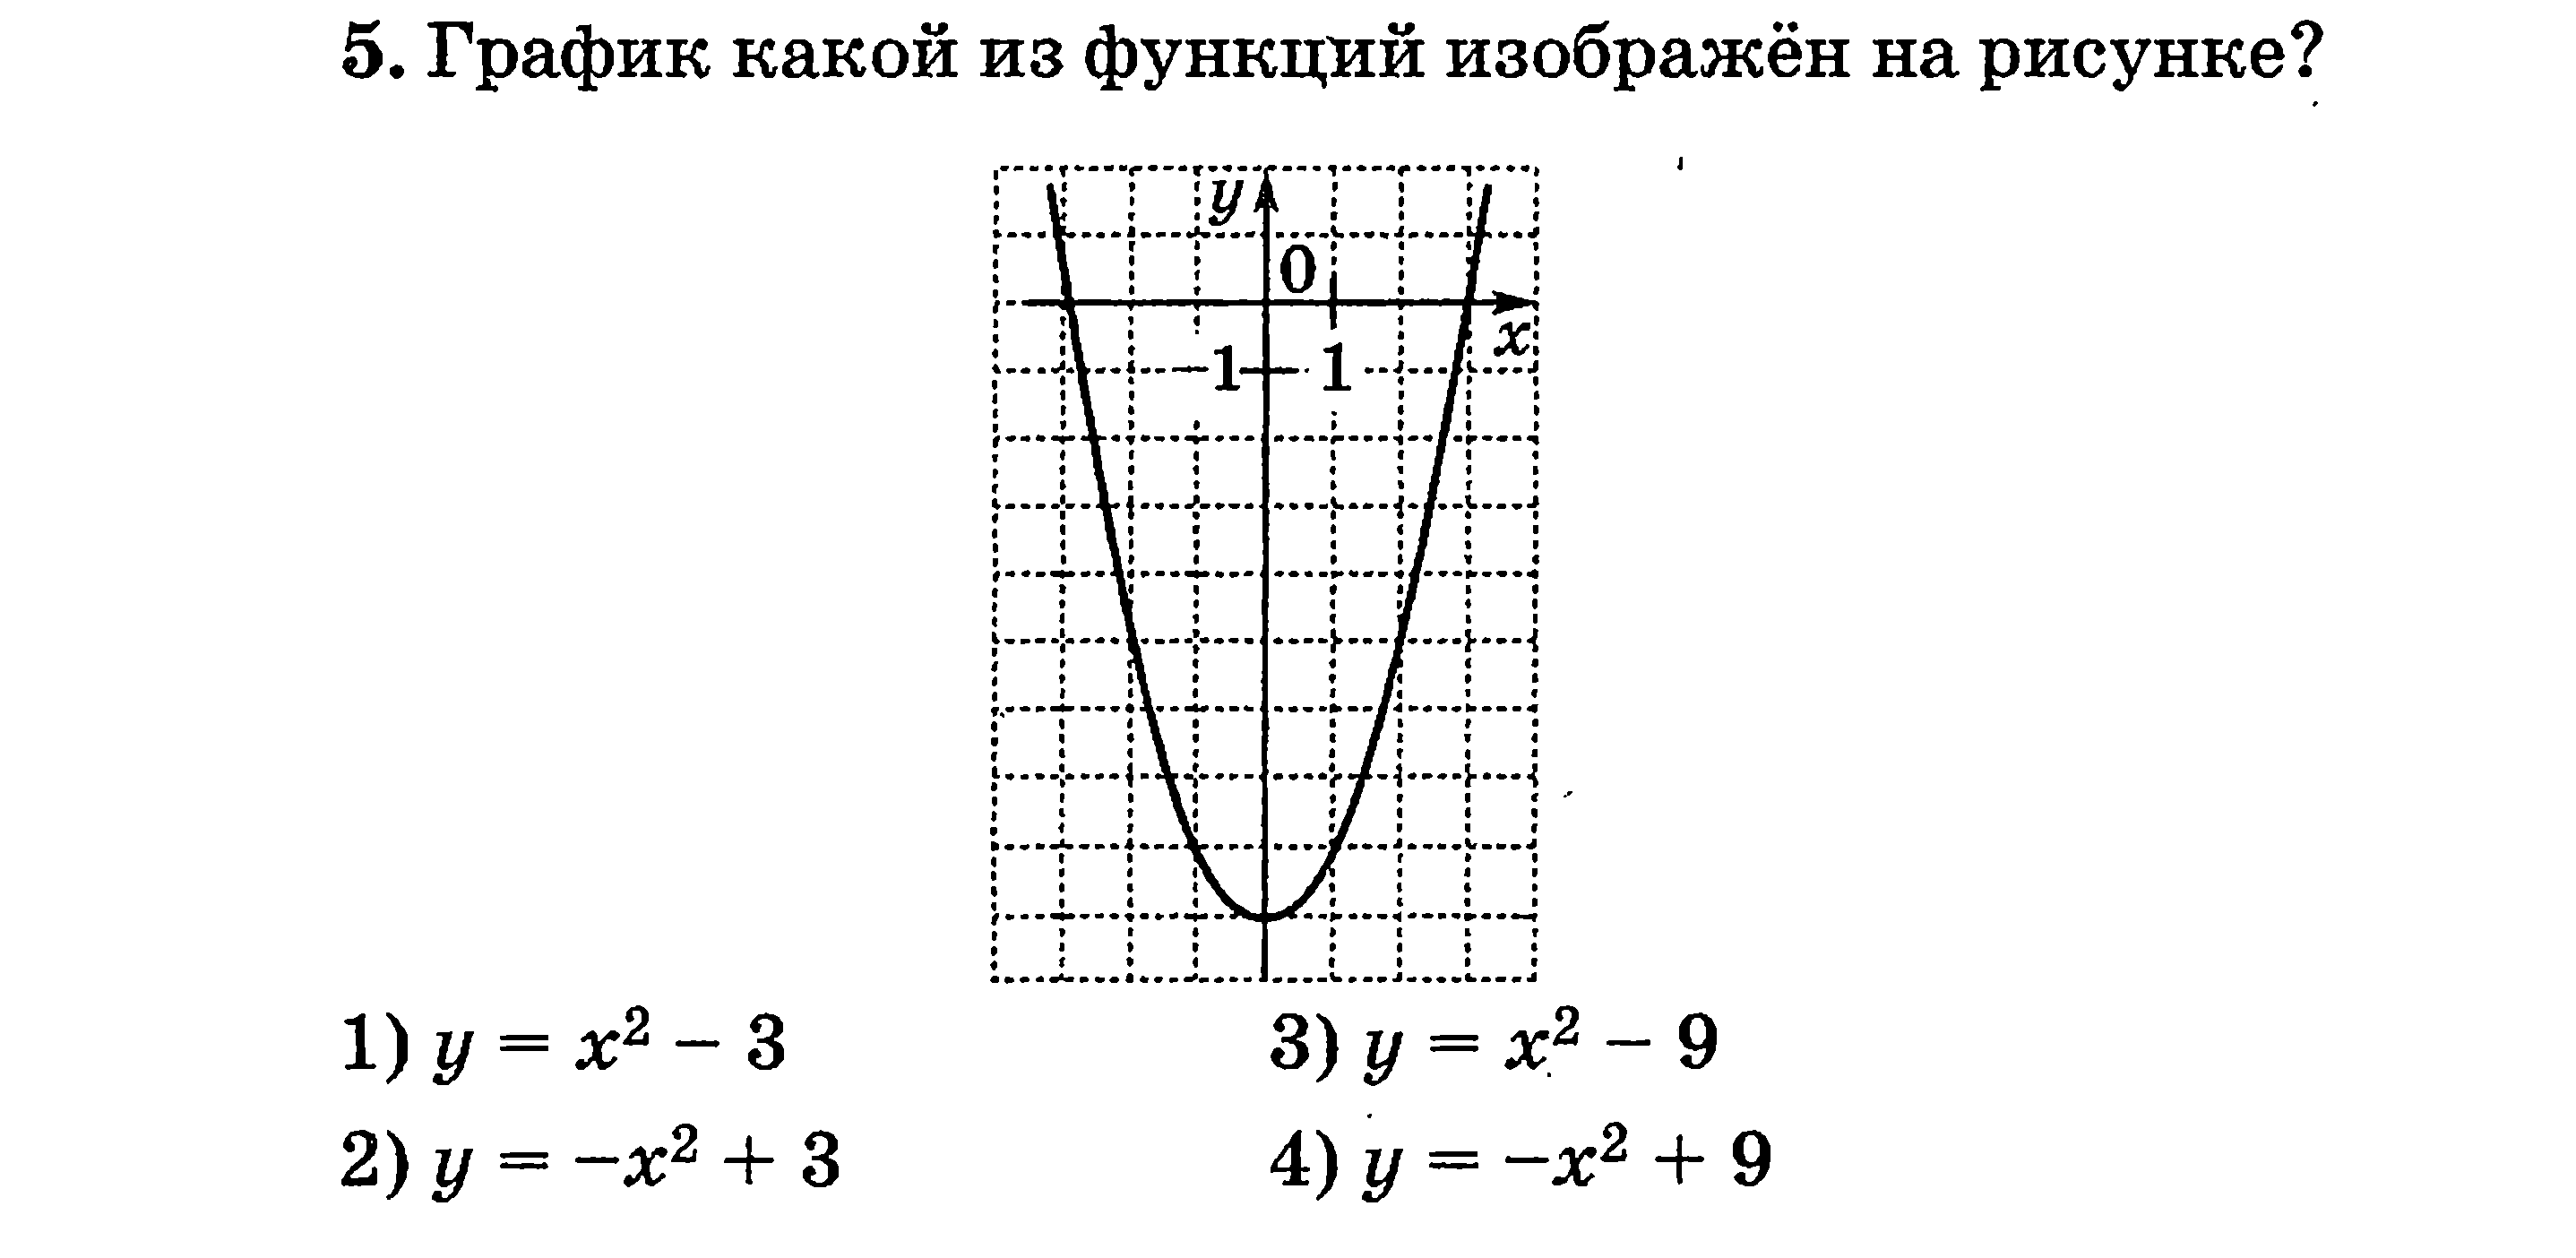 5. График какой из функций изображён на рисунке?
y
0
x
-1 1
1) y = x² − 3
3) y = x² − 9
2) y = −x² + 3
4) y = −x² + 9